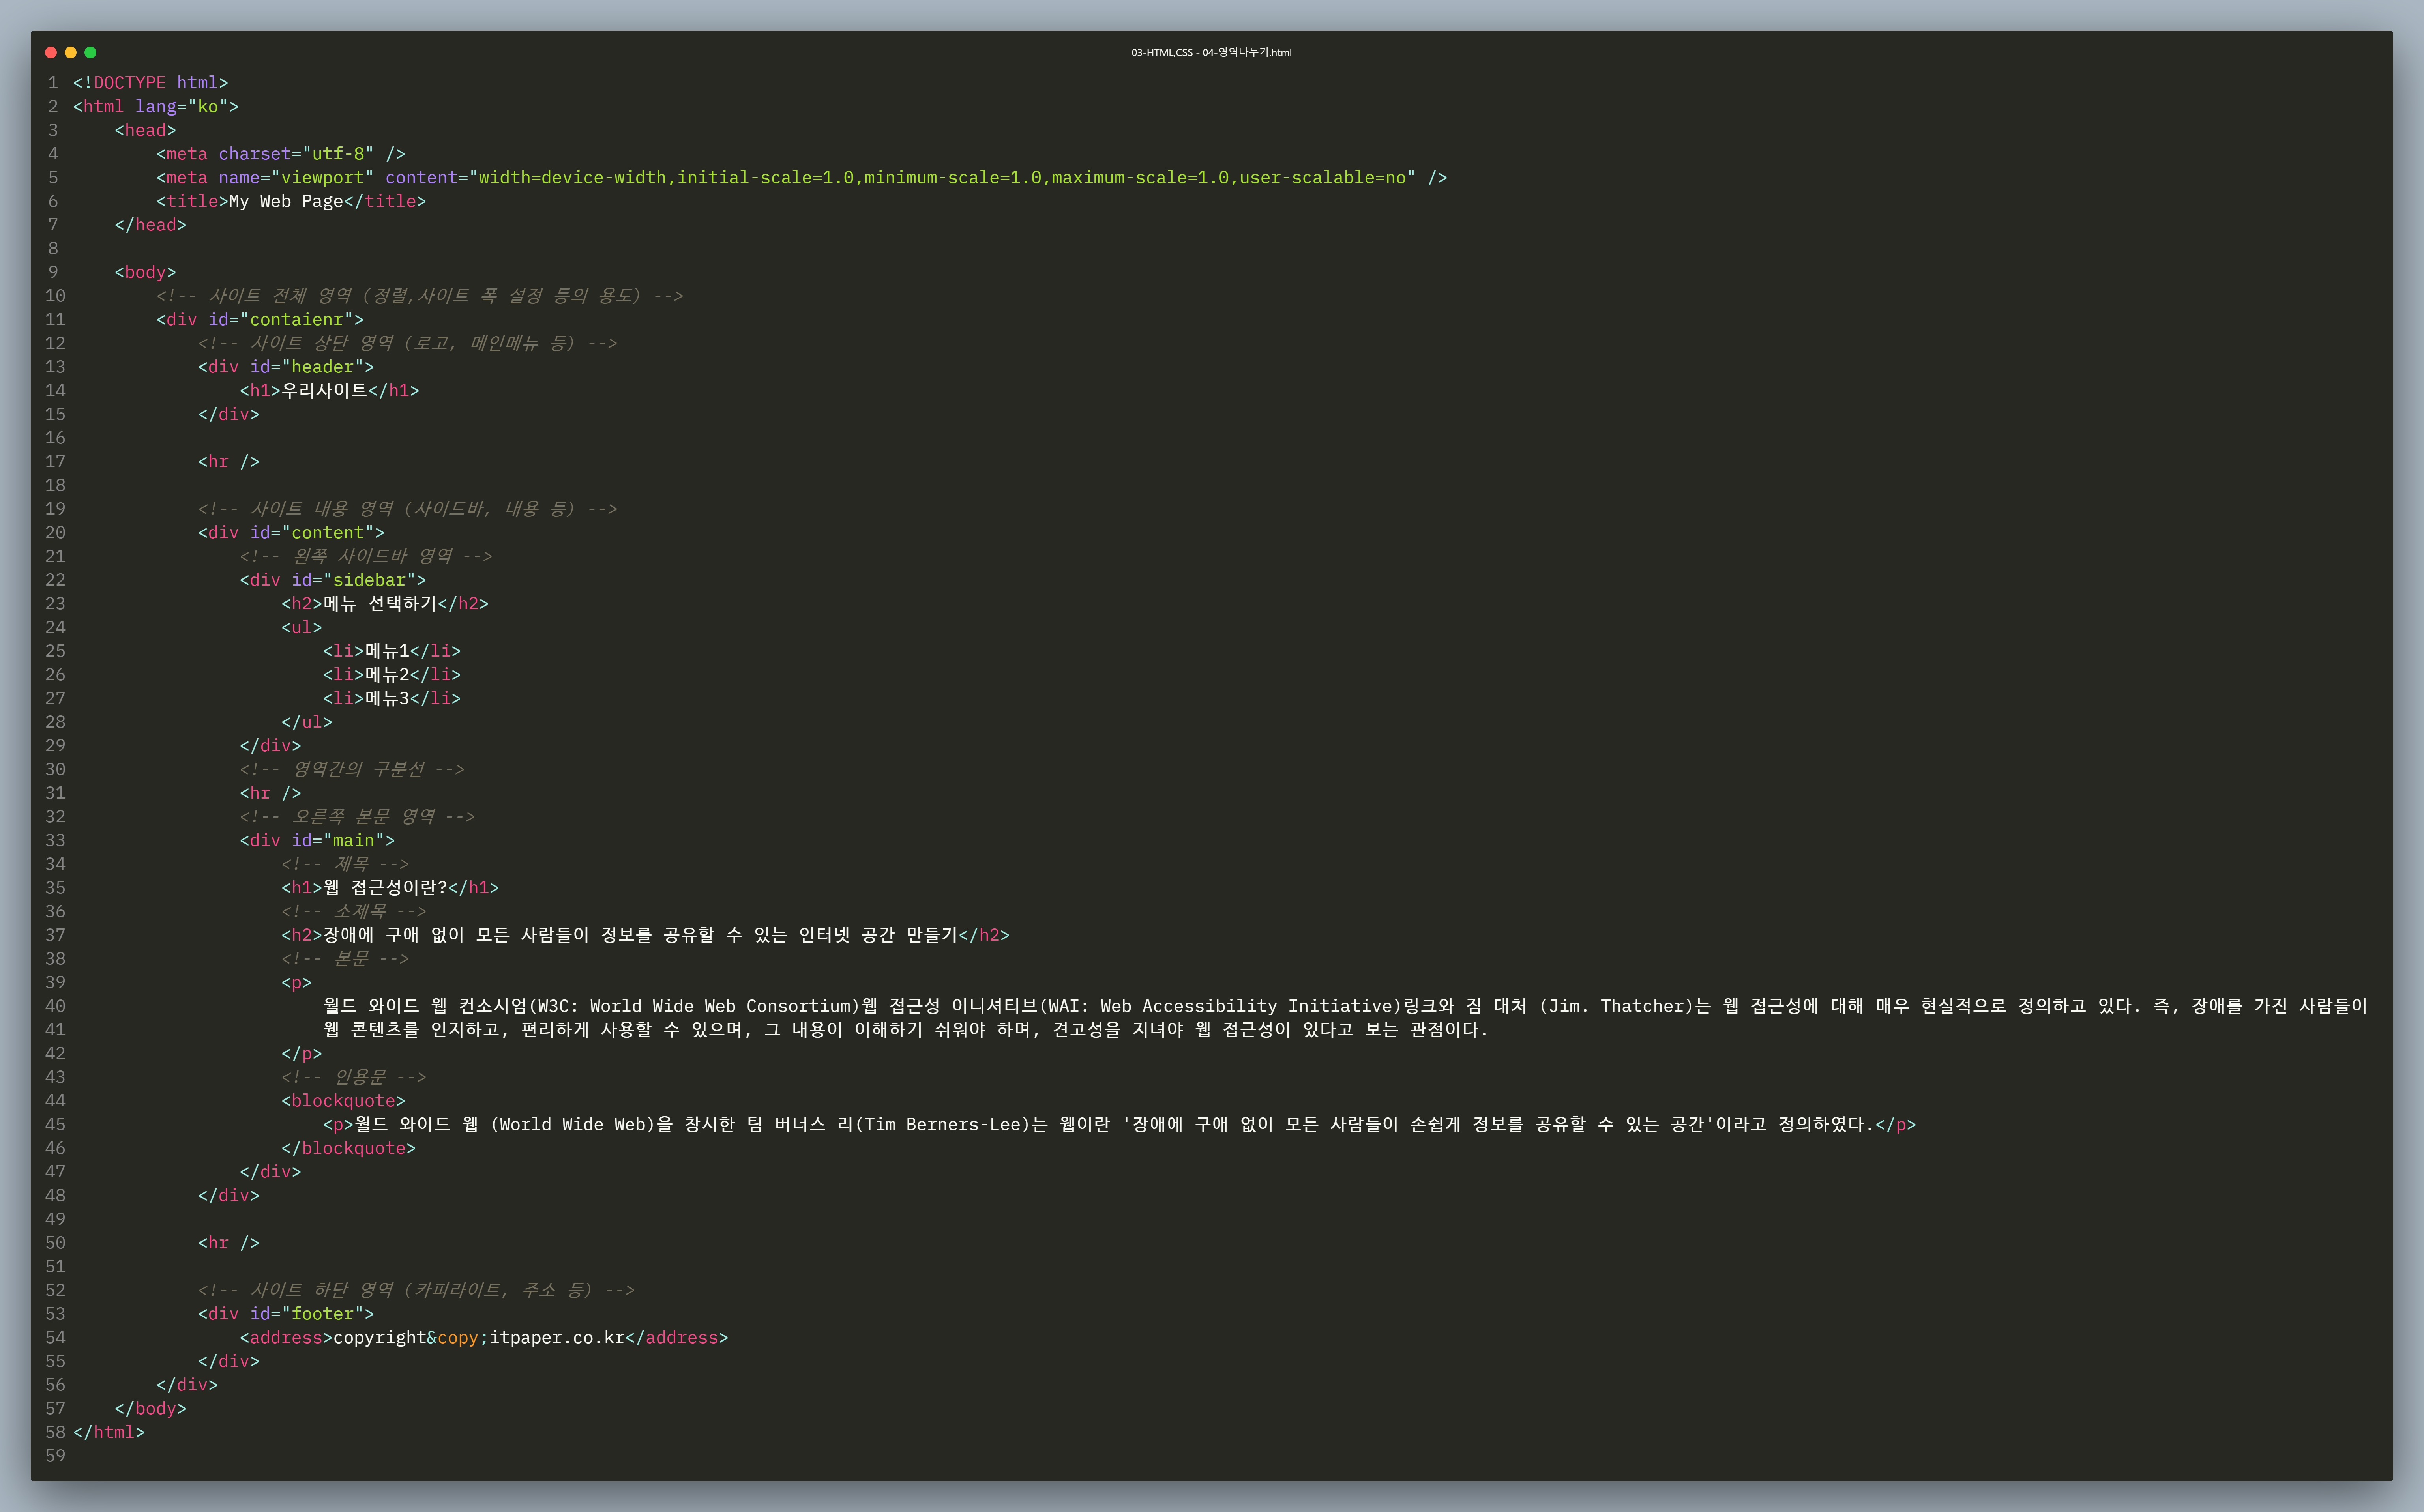 03-HTML,CSS - 04-영역나누기.html
1 <!DOCTYPE html>
2 <html lang="ko">
3     <head>
4         <meta charset="utf-8" />
5         <meta name="viewport" content="width=device-width,initial-scale=1.0,minimum-scale=1.0,maximum-scale=1.0,user-scalable=no" />
6         <title>My Web Page</title>
7     </head>
8
9     <body>
10         <!-- 사이트 전체 영역 (정렬,사이트 폭 설정 등의 용도) -->
11         <div id="contaienr">
12             <!-- 사이트 상단 영역 (로고, 메인메뉴 등) -->
13             <div id="header">
14                 <h1>우리사이트</h1>
15             </div>
16
17             <hr />
18
19             <!-- 사이트 내용 영역 (사이드바, 내용 등) -->
20             <div id="content">
21                 <!-- 왼쪽 사이드바 영역 -->
22                 <div id="sidebar">
23                     <h2>메뉴 선택하기</h2>
24                     <ul>
25                         <li>메뉴1</li>
26                         <li>메뉴2</li>
27                         <li>메뉴3</li>
28                     </ul>
29                 </div>
30                 <!-- 영역간의 구분선 -->
31                 <hr />
32                 <!-- 오른쪽 본문 영역 -->
33                 <div id="main">
34                     <!-- 제목 -->
35                     <h1>웹 접근성이란?</h1>
36                     <!-- 소제목 -->
37                     <h2>장애에 구애 없이 모든 사람들이 정보를 공유할 수 있는 인터넷 공간 만들기</h2>
38                     <!-- 본문 -->
39                     <p>
40                         월드 와이드 웹 컨소시엄(W3C: World Wide Web Consortium)웹 접근성 이니셔티브(WAI: Web Accessibility Initiative)링크와 짐 대처 (Jim. Thatcher)는 웹 접근성에 대해 매우 현실적으로 정의하고 있다. 즉, 장애를 가진 사람들이
41                         웹 콘텐츠를 인지하고, 편리하게 사용할 수 있으며, 그 내용이 이해하기 쉬워야 하며, 견고성을 지녀야 웹 접근성이 있다고 보는 관점이다.
42                     </p>
43                     <!-- 인용문 -->
44                     <blockquote>
45                         <p>월드 와이드 웹 (World Wide Web)을 창시한 팀 버너스 리(Tim Berners-Lee)는 웹이란 '장애에 구애 없이 모든 사람들이 손쉽게 정보를 공유할 수 있는 공간'이라고 정의하였다.</p>
46                     </blockquote>
47                 </div>
48             </div>
49
50             <hr />
51
52             <!-- 사이트 하단 영역 (카피라이트, 주소 등) -->
53             <div id="footer">
54                 <address>copyright&copy;itpaper.co.kr</address>
55             </div>
56         </div>
57     </body>
58 </html>
59